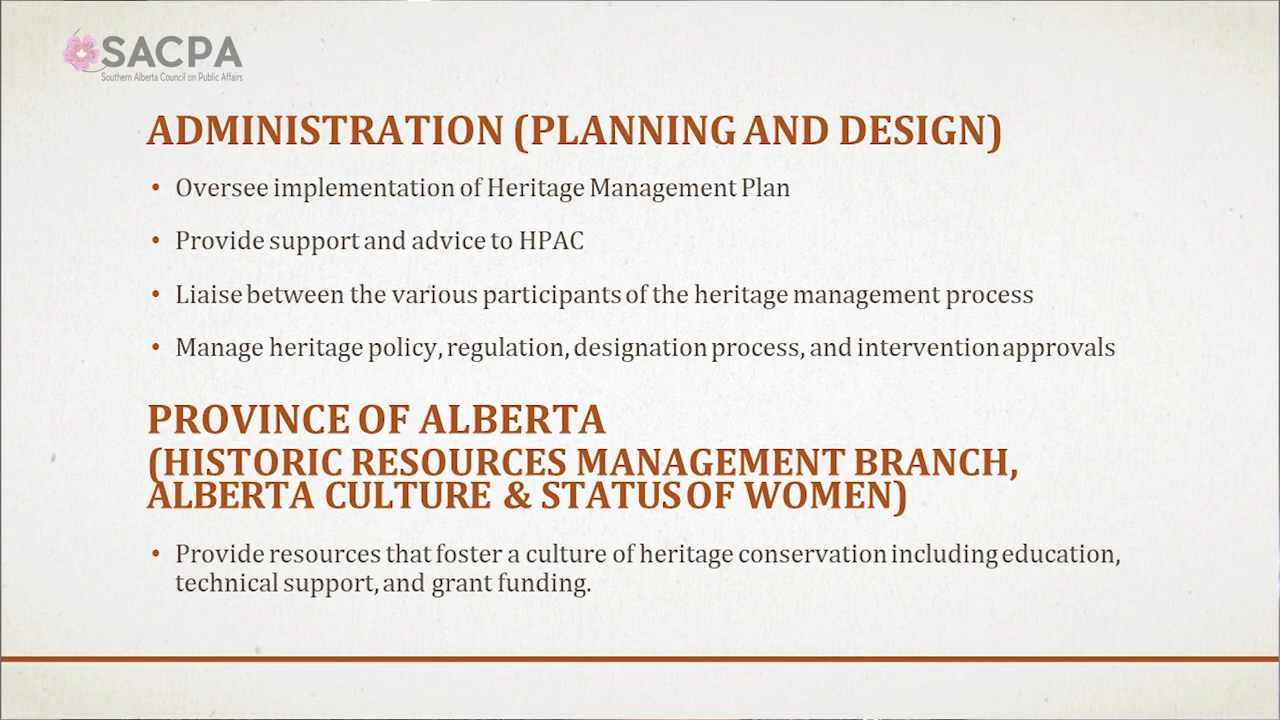 SACPA
Southern Alberta Council on Public Affairs
ADMINISTRATION (PLANNING AND DESIGN)
• Oversee implementation of Heritage Management Plan
• Provide support and advice to HPAC
• Liaise between the various participants of the heritage management process
• Manage heritage policy, regulation, designation process, and intervention approvals
PROVINCE OF ALBERTA
(HISTORIC RESOURCES MANAGEMENT BRANCH,
ALBERTA CULTURE & STATUS OF WOMEN)
• Provide resources that foster a culture of heritage conservation including education,
technical support, and grant funding.